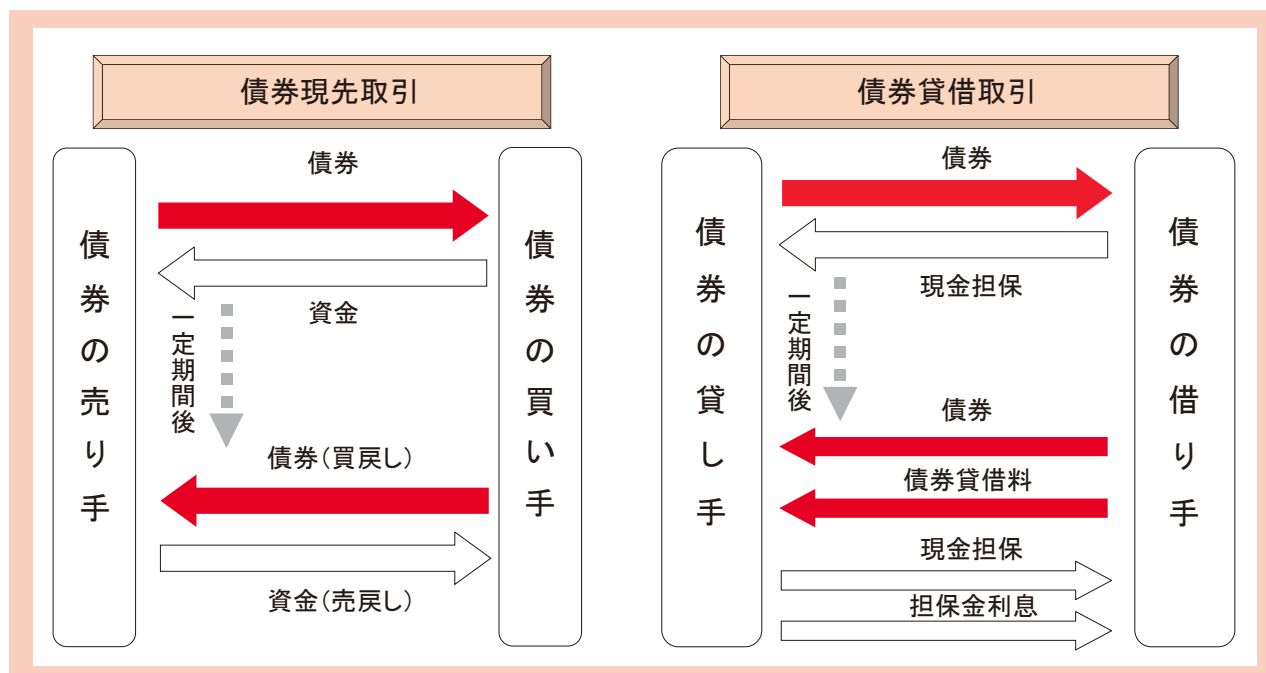 債券現先取引
債券の売り手
債券
資金
一定期間後
債券（買戻し）
資金（売戻し）
債券の買い手
債券貸借取引
債券の貸し手
債券
現金担保
一定期間後
債券
債券貸借料
現金担保
担保金利息
債券の借り手